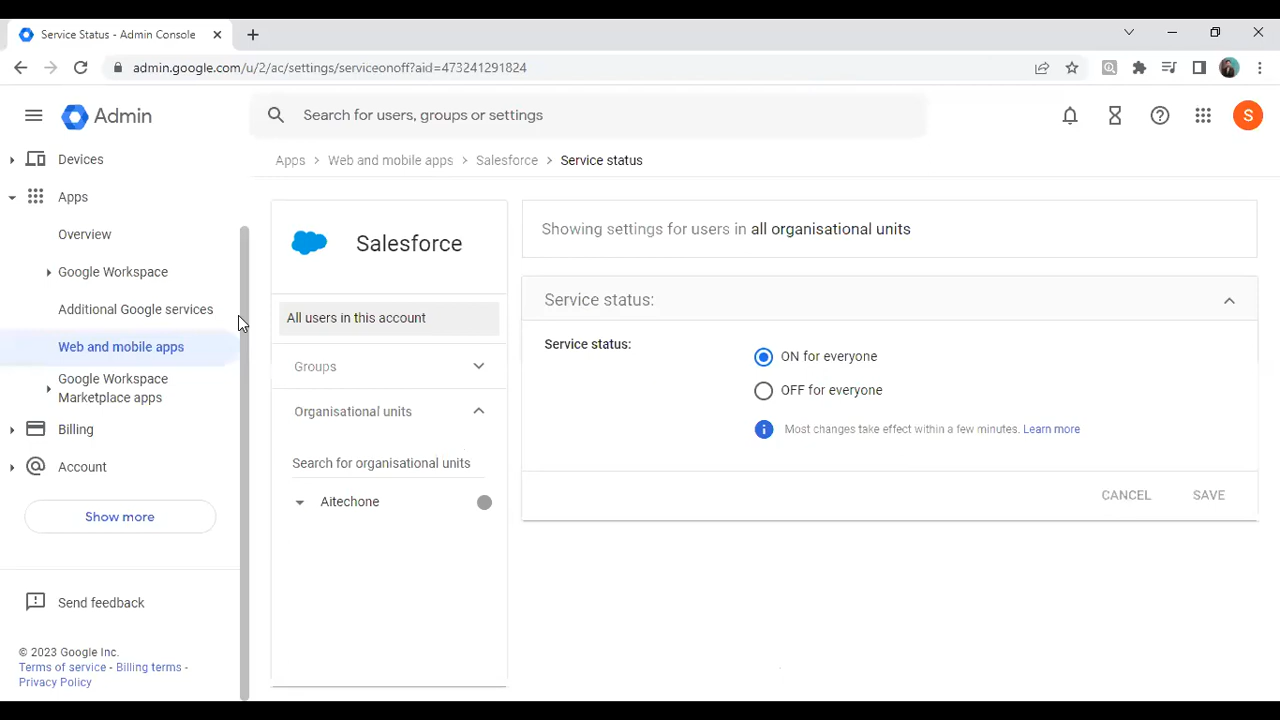 Service Status - Admin Console
admin.google.com/u/2/ac/settings/serviceonoff?aid=473241291824
Admin
Search for users, groups or settings
S
Devices
Apps
Overview
Google Workspace
Additional Google services
Web and mobile apps
Google Workspace
Marketplace apps
Billing
Account
Show more
Send feedback
© 2023 Google Inc.
Terms of service - Billing terms -
Privacy Policy
Apps > Web and mobile apps > Salesforce > Service status
Salesforce
All users in this account
Groups
Organisational units
Search for organisational units
Aitechone
Showing settings for users in all organisational units
Service status:
Service status:
ON for everyone
OFF for everyone
Most changes take effect within a few minutes. Learn more
CANCEL
SAVE